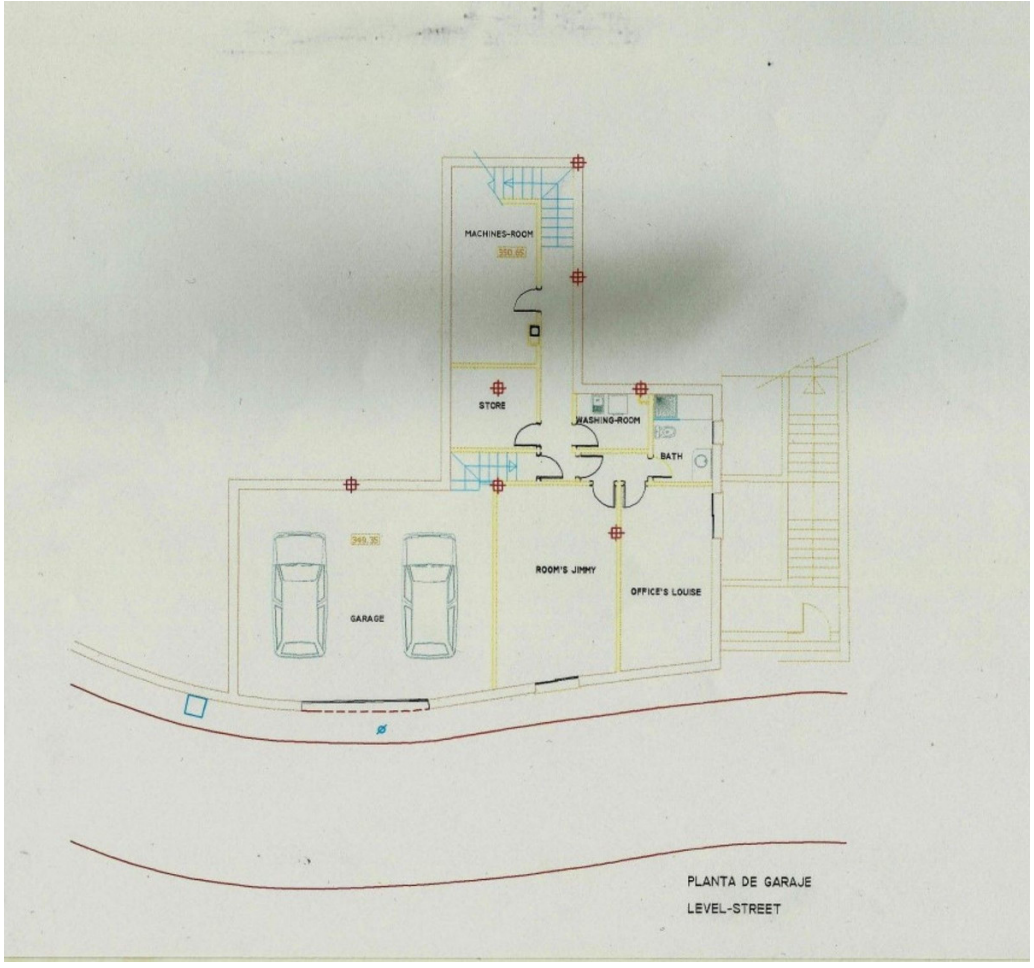 MACHINES-ROOM
350.65
STORE
WASHING-ROOM
BATH
349.35
ROOM'S JIMMY
OFFICE'S LOUISE
GARAGE
PLANTA DE GARAJE
LEVEL-STREET